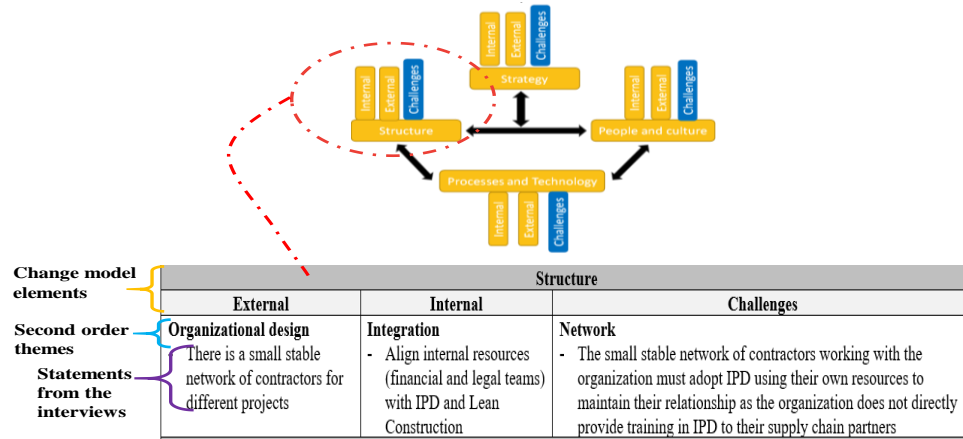 Internal
External
Challenges
Strategy
Internal
External
Challenges
Structure
Internal
External
Challenges
People and culture
Processes and Technology
Internal
External
Challenges
Change model
elements
Second order
themes
Statements
from the
interviews
Structure
External
Internal
Challenges
Organizational design
There is a small stable
network of contractors for
different projects
Integration
- Align internal resources
(financial and legal teams)
with IPD and Lean
Construction
Network
- The small stable network of contractors working with the
organization must adopt IPD using their own resources to
maintain their relationship as the organization does not directly
provide training in IPD to their supply chain partners